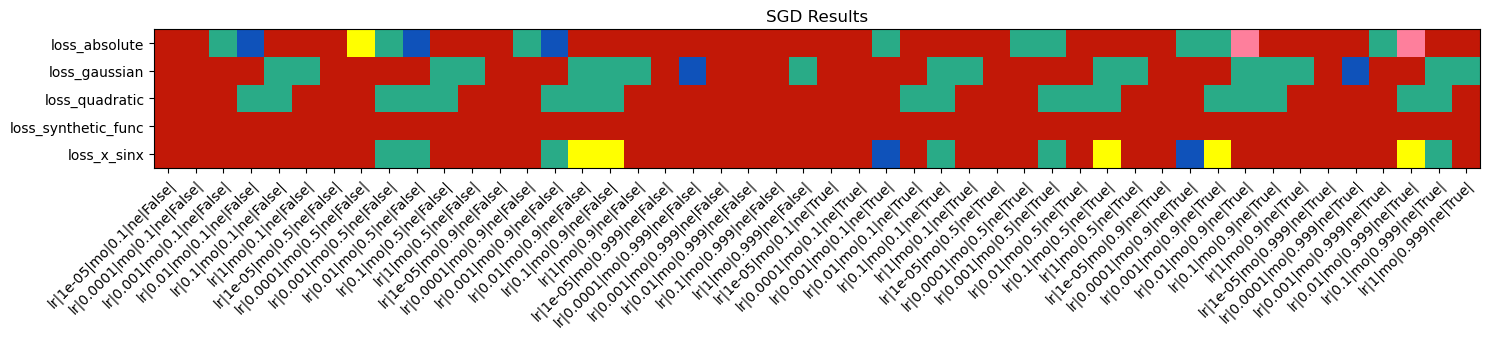 SGD Results
loss_absolute
loss_gaussian
loss_quadratic
loss_synthetic_func
loss_x_sinx
lr|1e-05|mo|0.1|ne|False|
lr|0.0001|mo|0.1|ne|False|
lr|0.001|mo|0.1|ne|False|
lr|0.01|mo|0.1|ne|False|
lr|0.1|mo|0.1|ne|False|
lr|1|mo|0.1|ne|False|
lr|1e-05|mo|0.5|ne|False|
lr|0.0001|mo|0.5|ne|False|
lr|0.001|mo|0.5|ne|False|
lr|0.01|mo|0.5|ne|False|
lr|0.1|mo|0.5|ne|False|
lr|1|mo|0.5|ne|False|
lr|1e-05|mo|0.9|ne|False|
lr|0.0001|mo|0.9|ne|False|
lr|0.001|mo|0.9|ne|False|
lr|0.01|mo|0.9|ne|False|
lr|0.1|mo|0.9|ne|False|
lr|1|mo|0.9|ne|False|
lr|1e-05|mo|0.999|ne|False|
lr|0.0001|mo|0.999|ne|False|
lr|0.001|mo|0.999|ne|False|
lr|0.01|mo|0.999|ne|False|
lr|0.1|mo|0.999|ne|False|
lr|1|mo|0.999|ne|False|
lr|1e-05|mo|0.1|ne|True|
lr|0.0001|mo|0.1|ne|True|
lr|0.001|mo|0.1|ne|True|
lr|0.01|mo|0.1|ne|True|
lr|0.1|mo|0.1|ne|True|
lr|1|mo|0.1|ne|True|
lr|1e-05|mo|0.5|ne|True|
lr|0.0001|mo|0.5|ne|True|
lr|0.001|mo|0.5|ne|True|
lr|0.01|mo|0.5|ne|True|
lr|0.1|mo|0.5|ne|True|
lr|1|mo|0.5|ne|True|
lr|1e-05|mo|0.9|ne|True|
lr|0.0001|mo|0.9|ne|True|
lr|0.001|mo|0.9|ne|True|
lr|0.01|mo|0.9|ne|True|
lr|0.1|mo|0.9|ne|True|
lr|1|mo|0.9|ne|True|
lr|1e-05|mo|0.999|ne|True|
lr|0.0001|mo|0.999|ne|True|
lr|0.001|mo|0.999|ne|True|
lr|0.01|mo|0.999|ne|True|
lr|0.1|mo|0.999|ne|True|
lr|1|mo|0.999|ne|True|